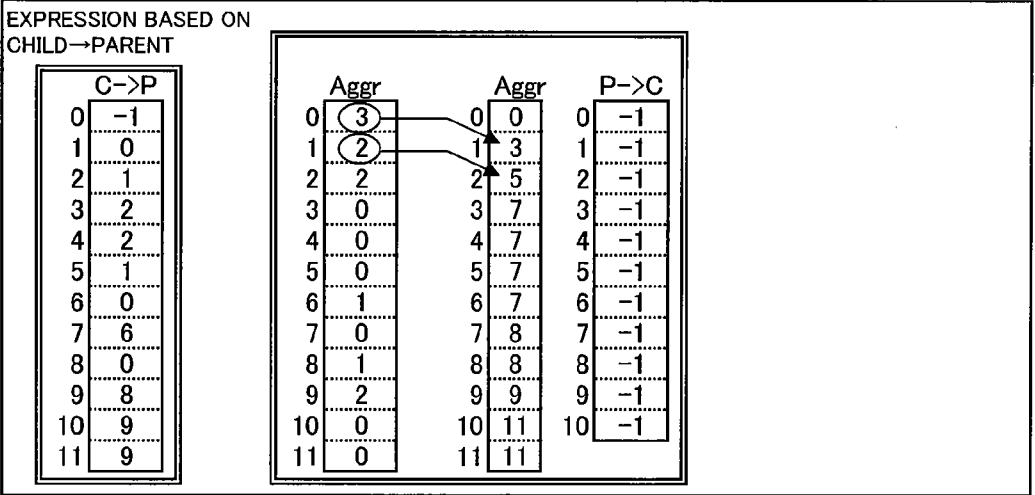 EXPRESSION BASED ON
CHILD→PARENT
C->P Aggr Aggr P->C
0 -1 0 3 0 0 0 -1
1 0 1 2 1 3 1 -1
2 1 2 2 2 5 2 -1
3 2 3 0 3 7 3 -1
4 2 4 0 4 7 4 -1
5 1 5 0 5 7 5 -1
6 0 6 1 6 7 6 -1
7 6 7 0 7 8 7 -1
8 0 8 1 8 8 8 -1
9 8 9 2 9 9 9 -1
10 9 10 0 10 11 10 -1
11 9 11 0 11 11